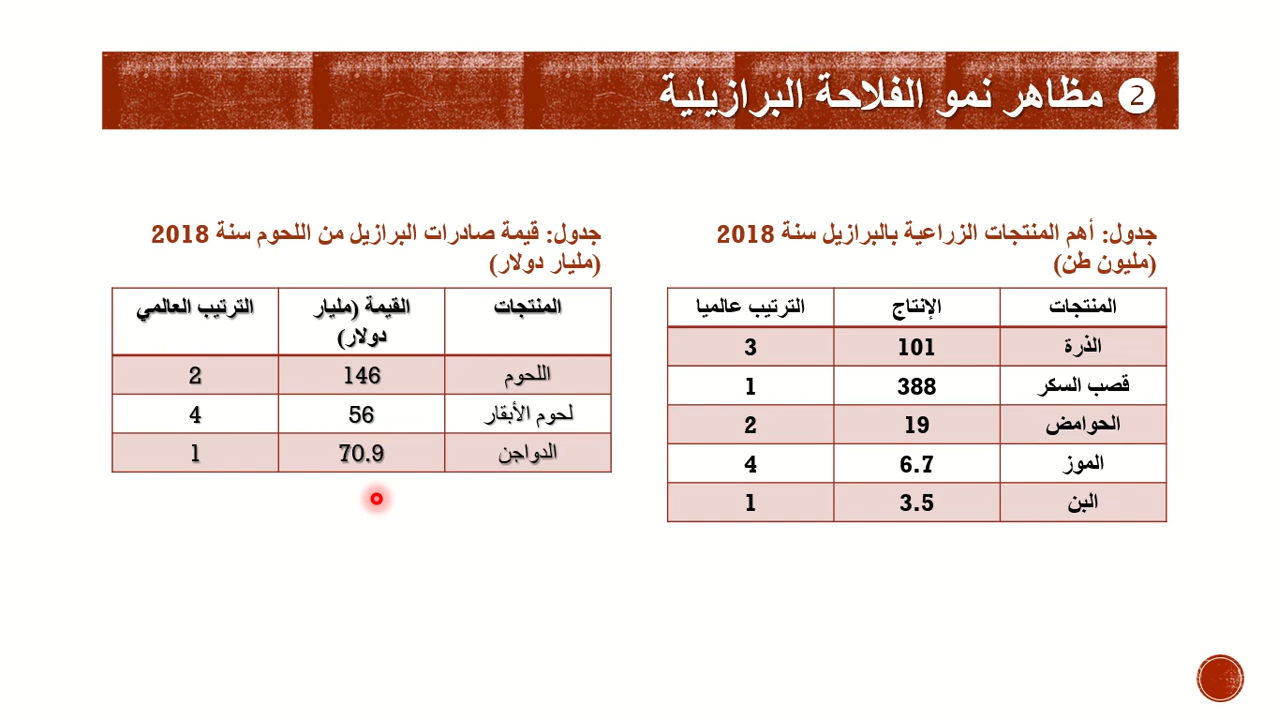 ❷ مظاهر نمو الفلاحة البرازيلية
جدول: أهم المنتجات الزراعية بالبرازيل سنة 2018
(مليون طن)
المنتجات الإنتاج الترتيب عالميا
الذرة 101 3
قصب السكر 388 1
الحوامض 19 2
الموز 6.7 4
البن 3.5 1
جدول: قيمة صادرات البرازيل من اللحوم سنة 2018
(مليار دولار)
المنتجات القيمة (مليار الترتيب العالمي
دولار)
اللحوم 146 2
لحوم الأبقار 56 4
الدواجن 70.9 1